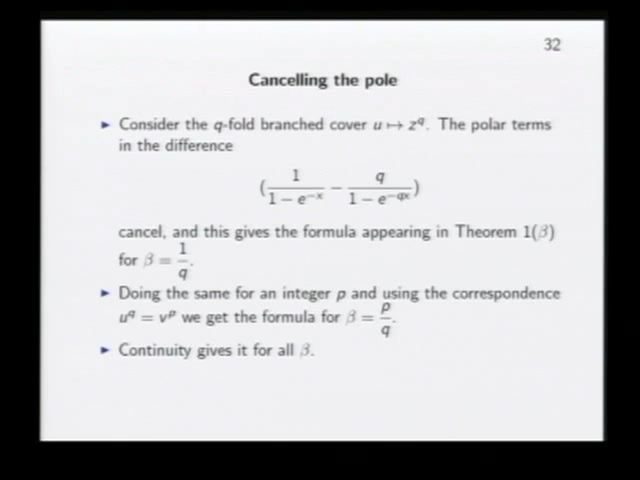 32
Cancelling the pole
► Consider the q-fold branched cover u ↦ z^q. The polar terms
in the difference
(1/(1 − e^{−x}) − q/(1 − e^{−qx}))
cancel, and this gives the formula appearing in Theorem 1(β)
for β = 1/q.
► Doing the same for an integer p and using the correspondence
u^q = v^p we get the formula for β = p/q.
► Continuity gives it for all β.